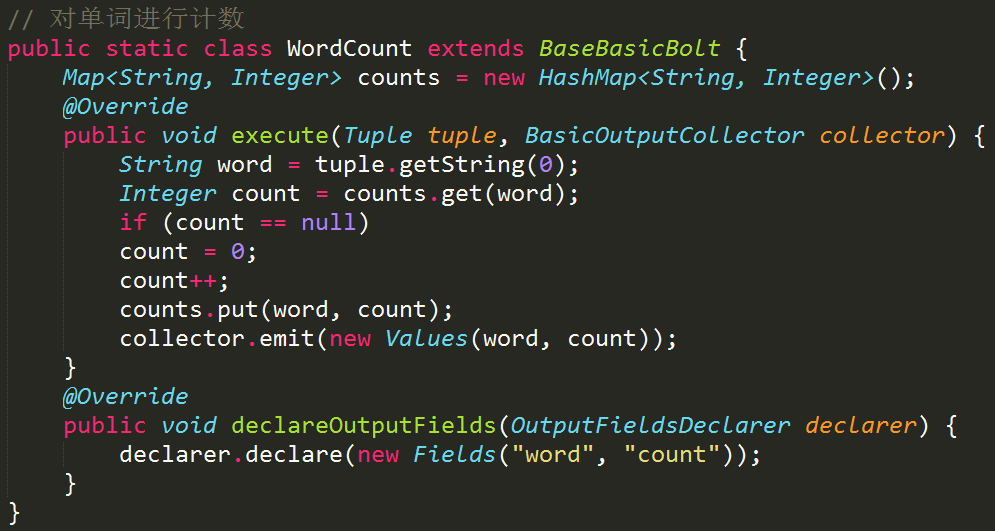 // 对单词进行计数
public static class WordCount extends BaseBasicBolt {
    Map<String, Integer> counts = new HashMap<String, Integer>();
    @Override
    public void execute(Tuple tuple, BasicOutputCollector collector) {
        String word = tuple.getString(0);
        Integer count = counts.get(word);
        if (count == null)
        count = 0;
        count++;
        counts.put(word, count);
        collector.emit(new Values(word, count));
    }
    @Override
    public void declareOutputFields(OutputFieldsDeclarer declarer) {
        declarer.declare(new Fields("word", "count"));
    }
}